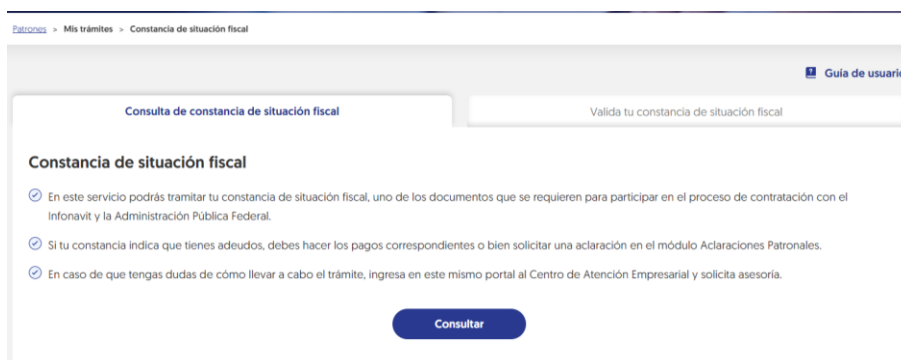 Patrones > Mis trámites > Constancia de situación fiscal
Guía de usuario
Consulta de constancia de situación fiscal
Valida tu constancia de situación fiscal
Constancia de situación fiscal
En este servicio podrás tramitar tu constancia de situación fiscal, uno de los documentos que se requieren para participar en el proceso de contratación con el
Infonavit y la Administración Pública Federal.
Si tu constancia indica que tienes adeudos, debes hacer los pagos correspondientes o bien solicitar una aclaración en el módulo Aclaraciones Patronales.
En caso de que tengas dudas de cómo llevar a cabo el trámite, ingresa en este mismo portal al Centro de Atención Empresarial y solicita asesoría.
Consultar